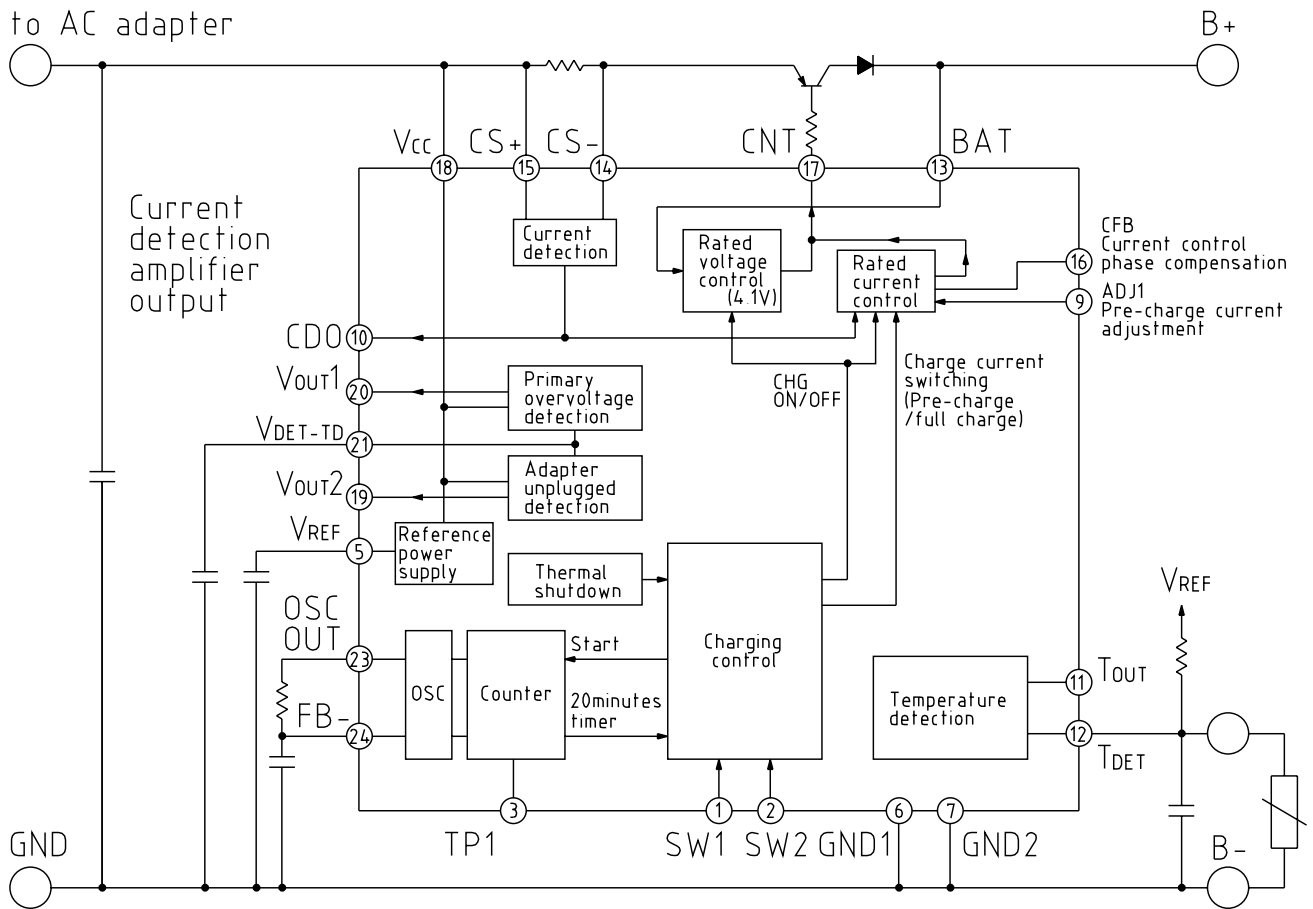 to AC adapter
B+
VCC
CS+
CS-
CNT
BAT
18
15
14
17
13
Current
detection
amplifier
output
Current
detection
Rated
voltage
control
(4.1V)
Rated
current
control
CFB
Current control
phase compensation
16
9
ADJ1
Pre-charge current
adjustment
CDO
10
VOUT1
20
Primary
overvoltage
detection
CHG
ON/OFF
Charge current
switching
(Pre-charge
/full charge)
VDET-TD
21
VOUT2
19
Adapter
unplugged
detection
VREF
5
Reference
power
supply
Thermal
shutdown
VREF
OSC
OUT
23
FB-
24
OSC
Counter
Start
20minutes
timer
Charging
control
Temperature
detection
11
TOUT
12
TDET
3
1
2
6
7
TP1
SW1
SW2
GND1
GND2
GND
B-